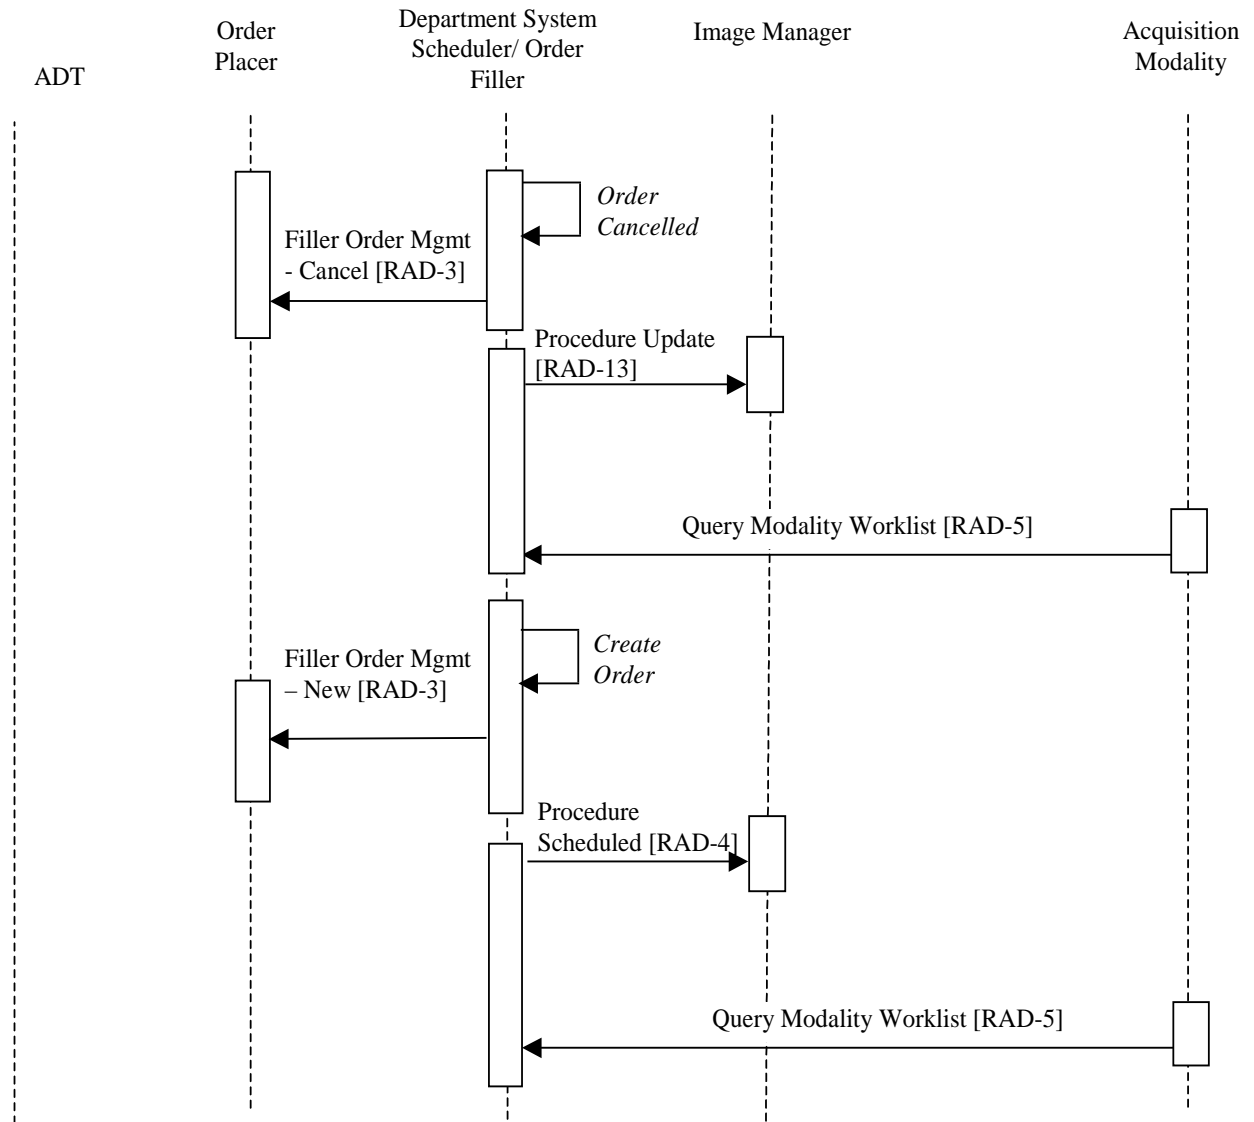 ADT
Order
Placer
Department System
Scheduler/ Order
Filler
Image Manager
Acquisition
Modality
Order
Cancelled
Filler Order Mgmt
- Cancel [RAD-3]
Procedure Update
[RAD-13]
Query Modality Worklist [RAD-5]
Create
Order
Filler Order Mgmt
– New [RAD-3]
Procedure
Scheduled [RAD-4]
Query Modality Worklist [RAD-5]